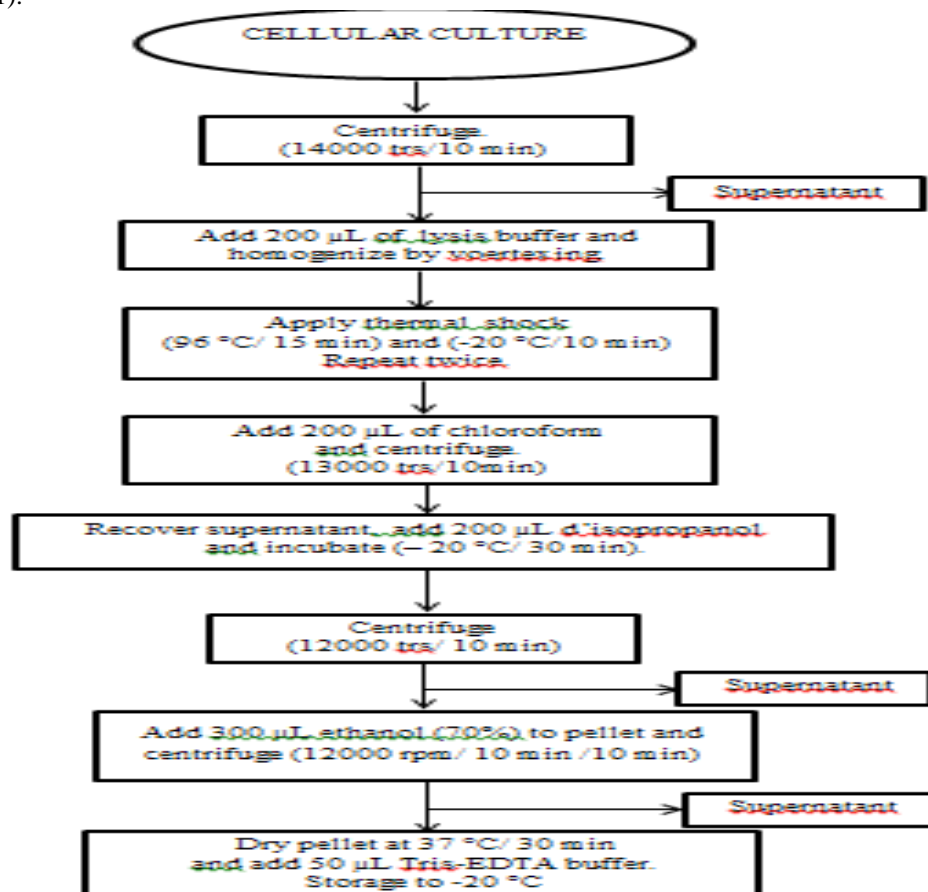 CELLULAR CULTURE
Centrifuge.
(14000 trs/10 min)
Supernatant
Add 200 µL of lysis buffer and
homogenize by voertexing
Apply thermal shock
(96 °C/ 15 min) and (-20 °C/10 min)
Repeat twice.
Add 200 µL of chloroform
and centrifuge.
(13000 trs/10min)
Recover supernatant, add 200 µL d'isopropanol
and incubate (– 20 °C/ 30 min).
Centrifuge
(12000 trs/ 10 min)
Supernatant
Add 300 µL ethanol (70%) to pellet and
centrifuge (12000 rpm/ 10 min /10 min)
Supernatant
Dry pellet at 37 °C/ 30 min
and add 50 µL Tris-EDTA buffer.
Storage to -20 °C